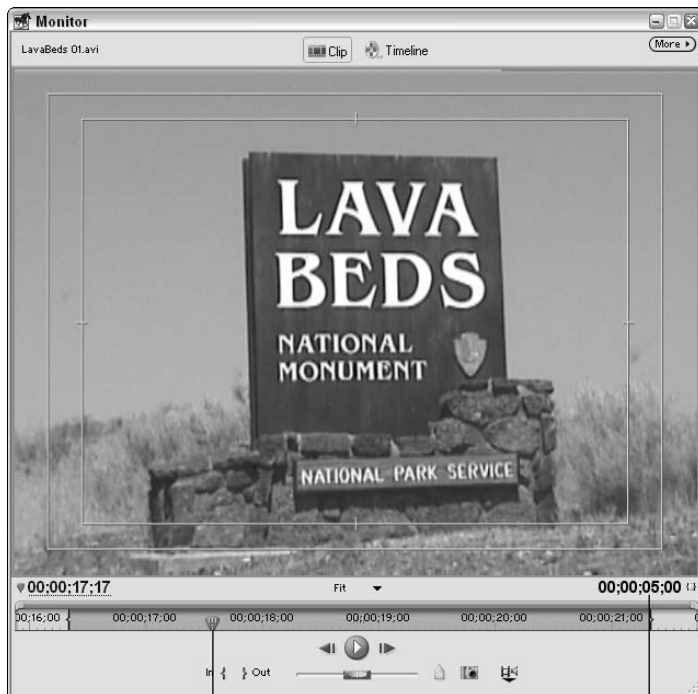 Monitor
LavaBeds 01.avi
Clip
Timeline
More
LAVA
BEDS
NATIONAL
MONUMENT
NATIONAL PARK SERVICE
00;00;17;17
Fit
00;00;05;00
00;16;00
00;00;17;00
00;00;18;00
00;00;19;00
00;00;20;00
00;00;21;00
In { } Out